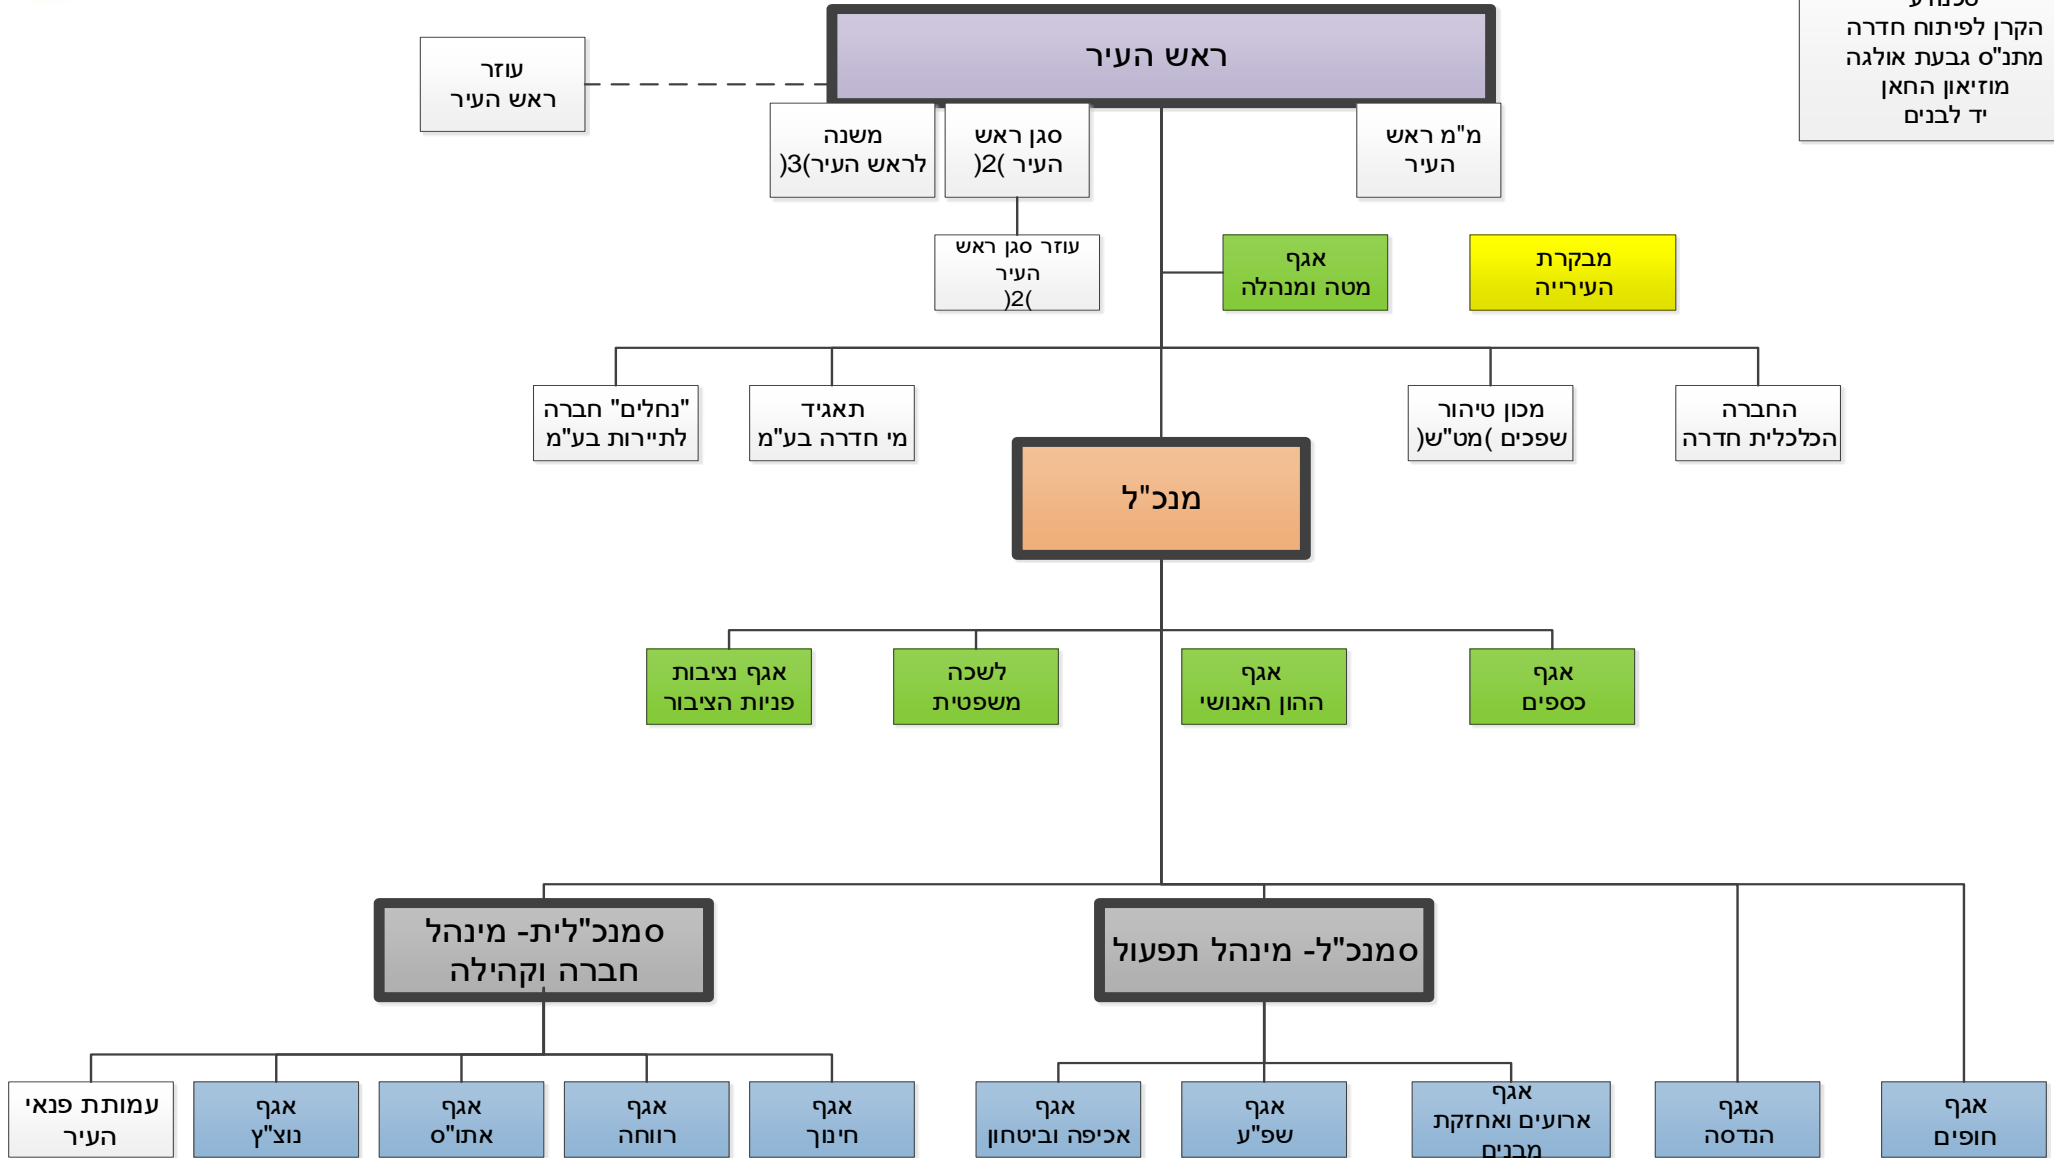 הקרן לפיתוח חדרה
מתנ"ס גבעת אולגה
מוזיאון החאן
יד לבנים
ראש העיר
עוזר
ראש העיר
מ"מ ראש
העיר
סגן ראש
העיר )2(
משנה
לראש העיר)3(
עוזר סגן ראש
העיר
)2(
אגף
מטה ומנהלה
מבקרת
העירייה
החברה
הכלכלית חדרה
מכון טיהור
שפכים )מט"ש(
תאגיד
מי חדרה בע"מ
"נחלים" חברה
לתיירות בע"מ
מנכ"ל
אגף
כספים
אגף
ההון האנושי
לשכה
משפטית
אגף נציבות
פניות הציבור
סמנכ"ל- מינהל תפעול
סמנכ"לית- מינהל
חברה וקהילה
אגף
חופים
אגף
הנדסה
אגף
ארועים ואחזקת
מבנים
אגף
שפ"ע
אגף
אכיפה וביטחון
אגף
חינוך
אגף
רווחה
אגף
אתו"ס
אגף
נוצ"ץ
עמותת פנאי
העיר